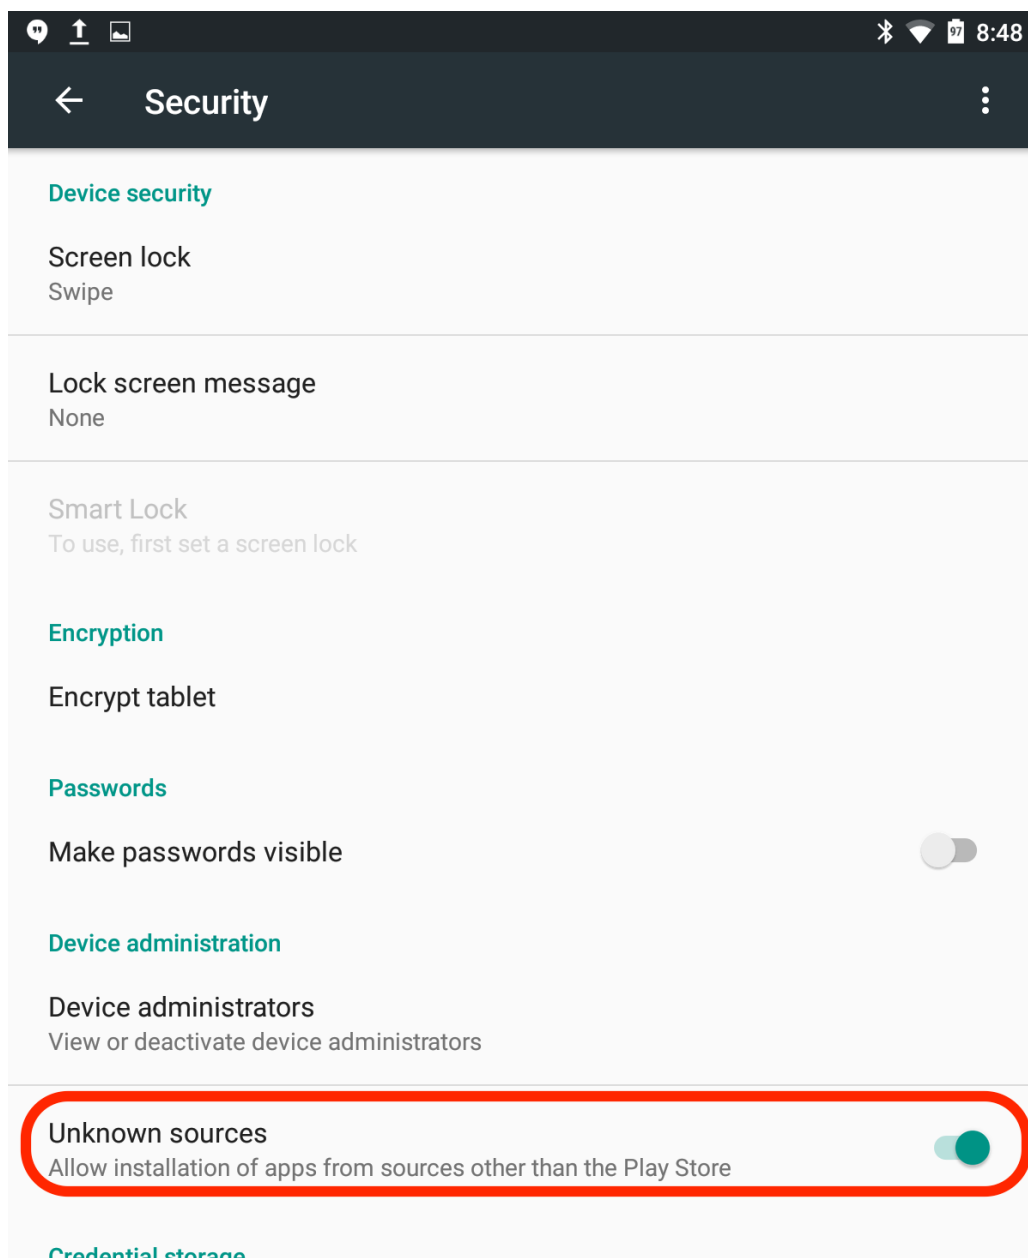 97 8:48
Security
Device security
Screen lock
Swipe
Lock screen message
None
Smart Lock
To use, first set a screen lock
Encryption
Encrypt tablet
Passwords
Make passwords visible
Device administration
Device administrators
View or deactivate device administrators
Unknown sources
Allow installation of apps from sources other than the Play Store
Credential storage